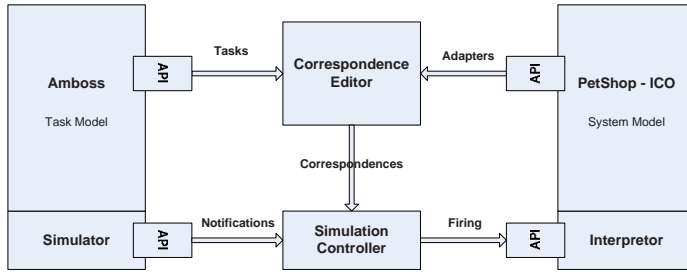 Amboss
Task Model
API
Tasks
Correspondence
Editor
Adapters
API
PetShop - ICO
System Model
Correspondences
Simulator
API
Notifications
Simulation
Controller
Firing
API
Interpretor